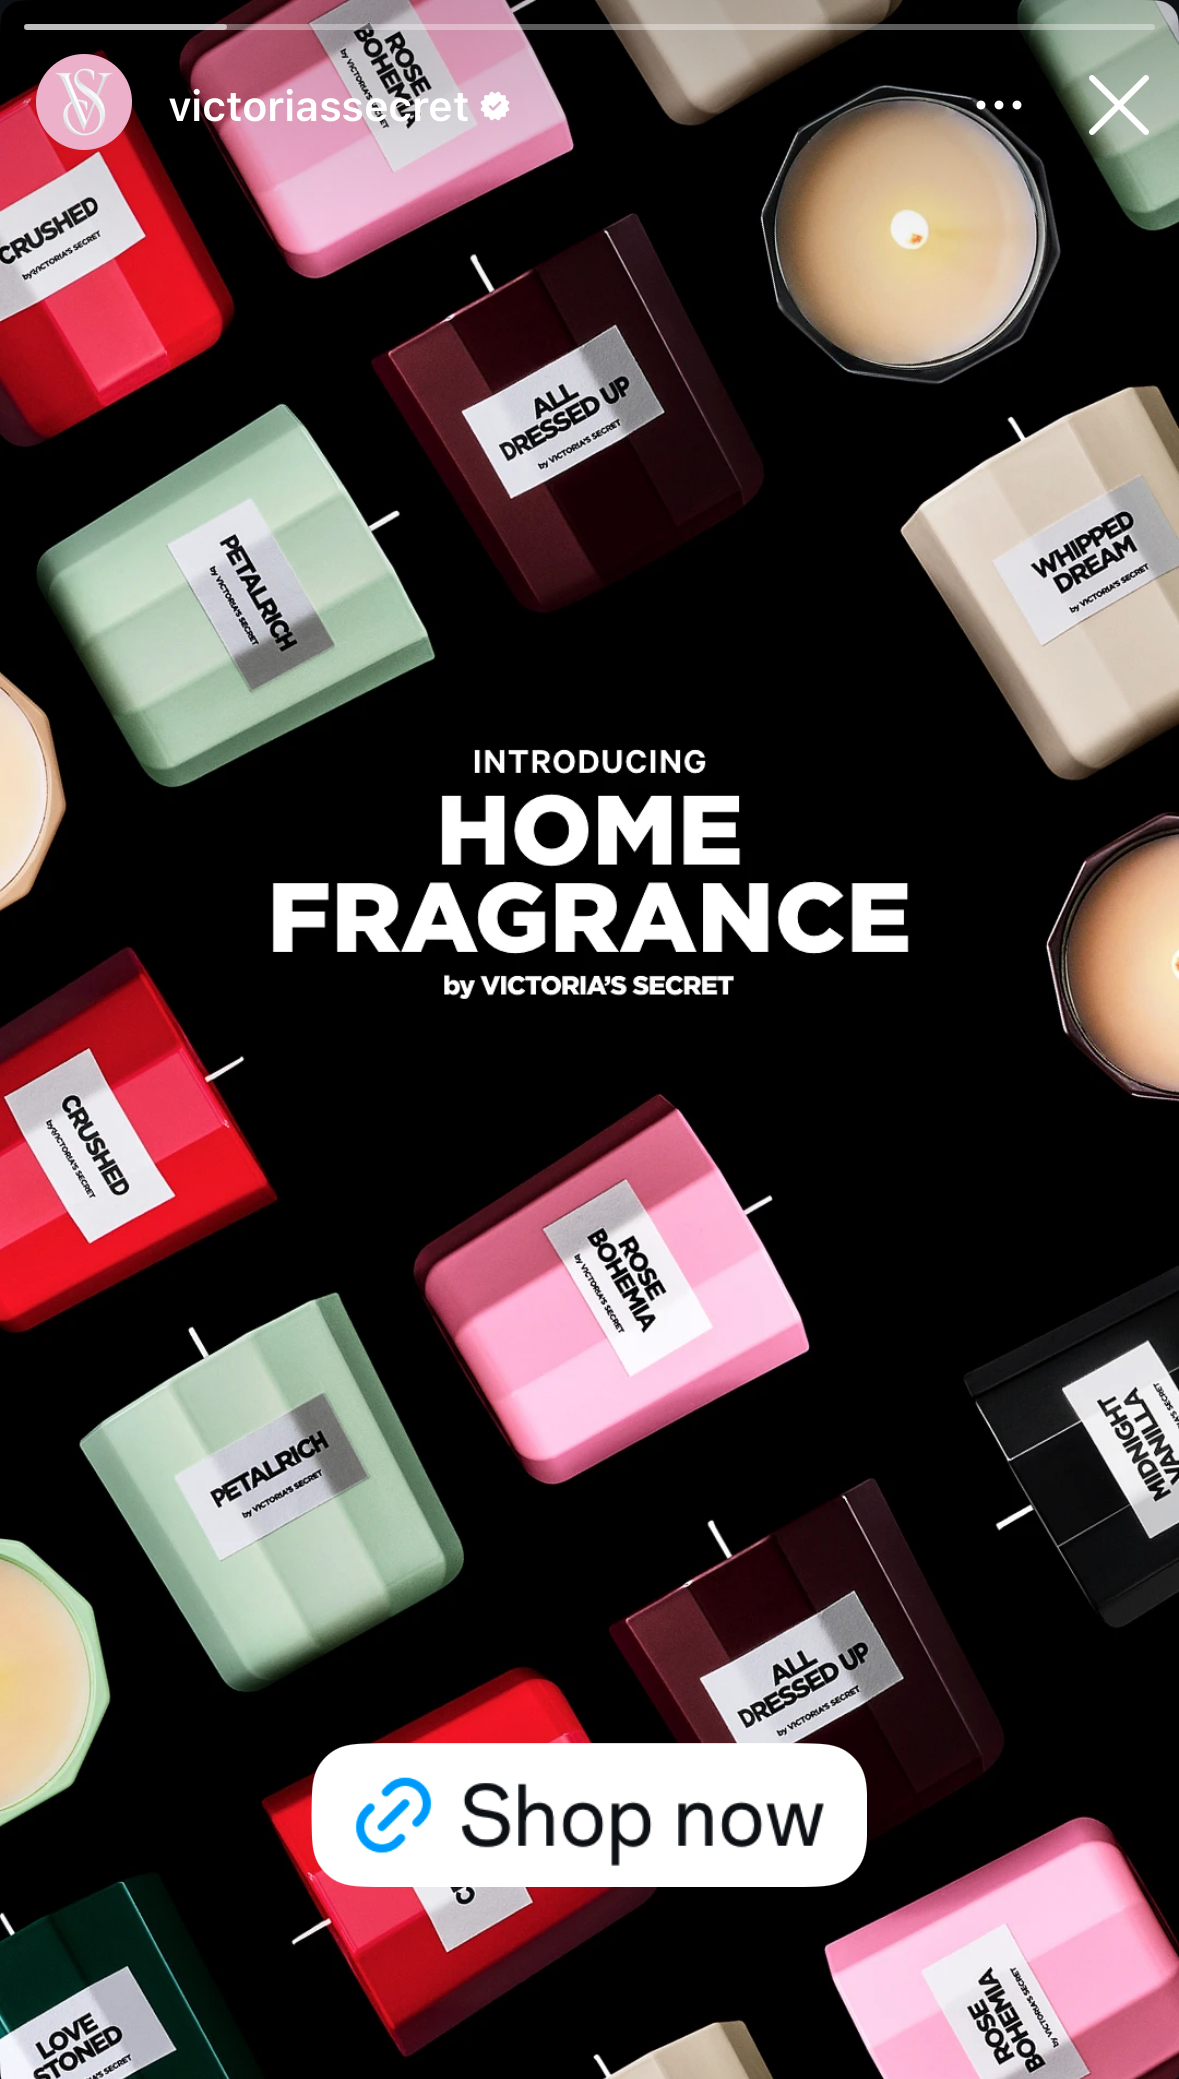 victoriassecret
ROSE
BOHEMIA
CRUSHED
by VICTORIA'S SECRET
ALL
DRESSED UP
by VICTORIA'S SECRET
PETALRICH
by VICTORIA'S SECRET
WHIPPED
DREAM
by VICTORIA'S SECRET
INTRODUCING
HOME
FRAGRANCE
by VICTORIA'S SECRET
CRUSHED
by VICTORIA'S SECRET
ROSE
BOHEMIA
by VICTORIA'S SECRET
MIDNIGHT
VANILLA
PETALRICH
by VICTORIA'S SECRET
ALL
DRESSED UP
by VICTORIA'S SECRET
Shop now
LOVE
STONED
ROSE
BOHEMIA
by VICTORIA'S SECRET